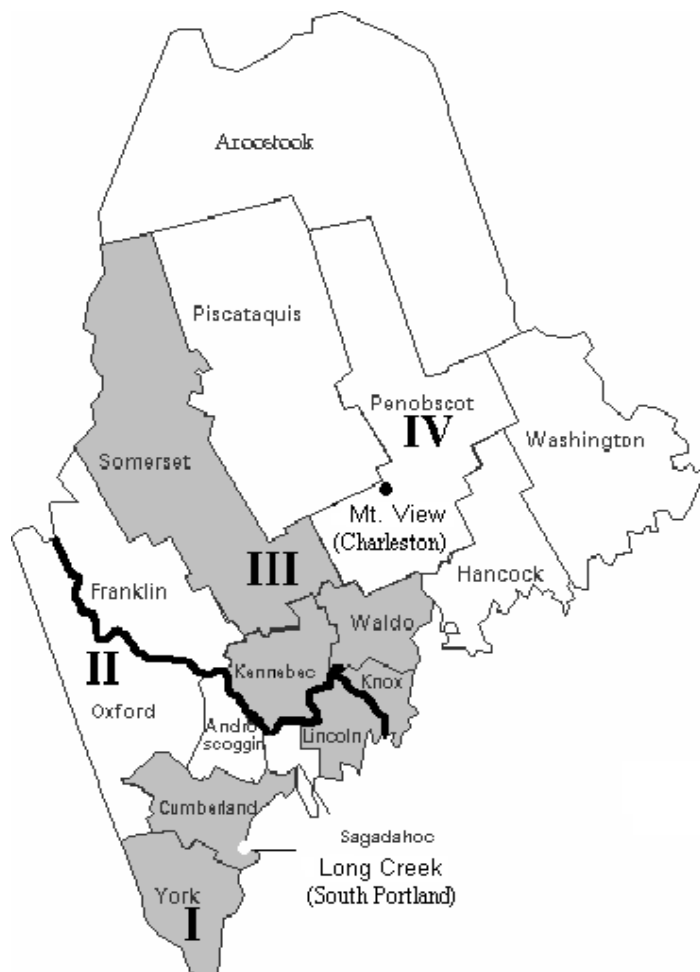 Aroostook
Piscataquis
Penobscot
IV
Washington
Somerset
Mt. View
(Charleston)
III
Hancock
Franklin
Waldo
II
Kennebec
Knox
Oxford
Andro
scoggin
Lincoln
Cumberland
Sagadahoc
Long Creek
(South Portland)
York
I